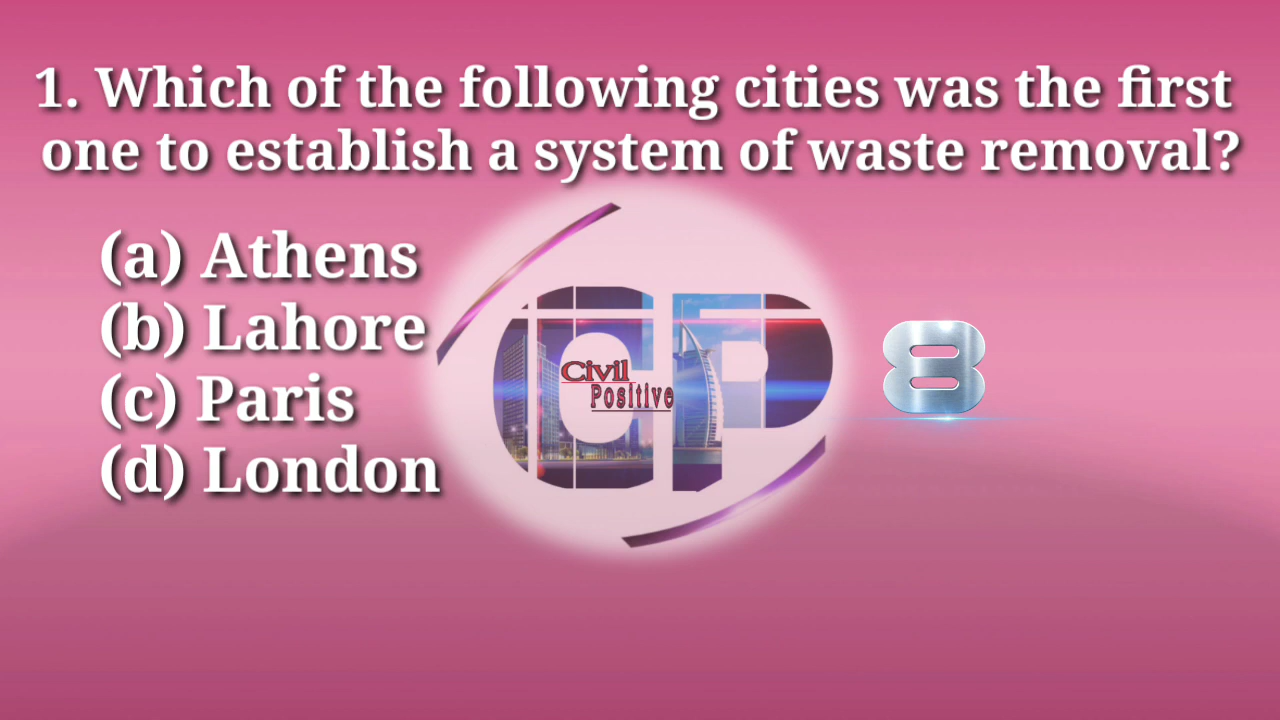 1. Which of the following cities was the first
one to establish a system of waste removal?
(a) Athens
(b) Lahore
(c) Paris
(d) London
CP
Civil
Positive
8